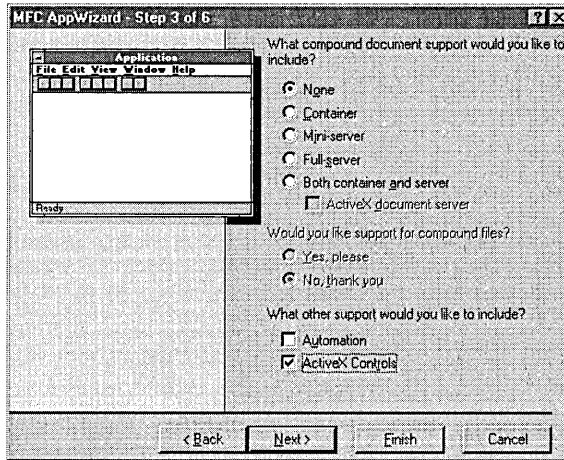 MFC AppWizard - Step 3 of 6
Application
File Edit View Window Help
Ready
What compound document support would you like to
include?
None
Container
Mini-server
Full-server
Both container and server
ActiveX document server
Would you like support for compound files?
Yes, please
No, thank you
What other support would you like to include?
Automation
ActiveX Controls
< Back Next > Finish Cancel